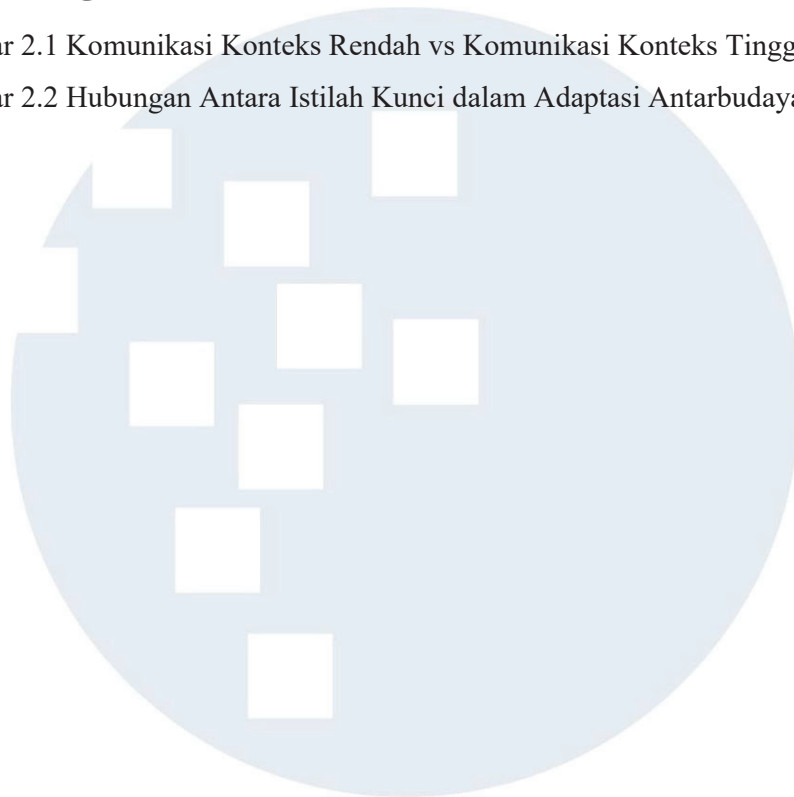 ar 2.1 Komunikasi Konteks Rendah vs Komunikasi Konteks Tingg
ar 2.2 Hubungan Antara Istilah Kunci dalam Adaptasi Antarbudaya